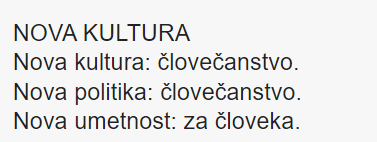 NOVA KULTURA
Nova kultura: človečanstvo.
Nova politika: človečanstvo.
Nova umetnost: za človeka.